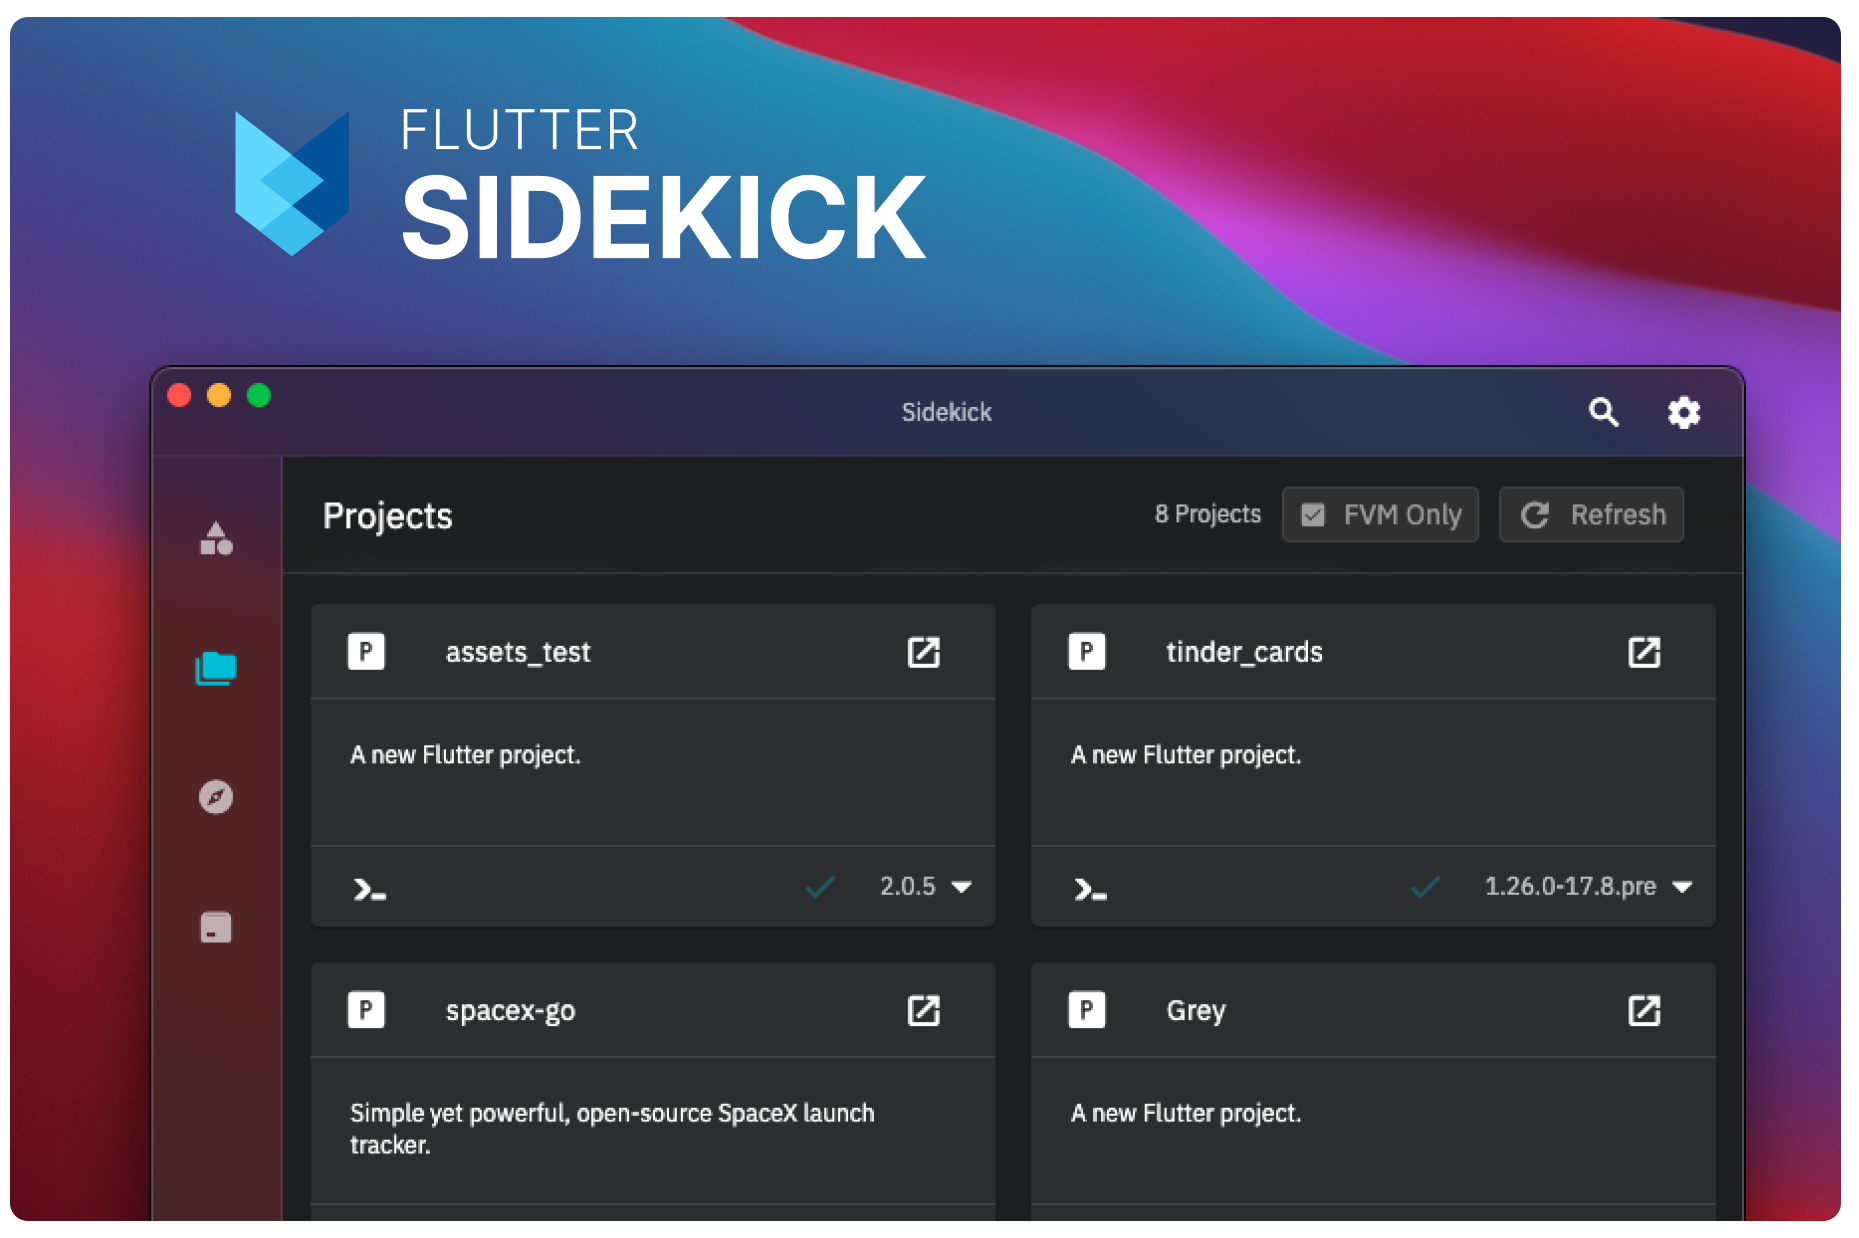 FLUTTER
SIDEKICK
Sidekick
Projects
8 Projects
FVM Only
Refresh
P
assets_test
P
tinder_cards
A new Flutter project.
A new Flutter project.
2.0.5
1.26.0-17.8.pre
P
spacex-go
P
Grey
Simple yet powerful, open-source SpaceX launch
tracker.
A new Flutter project.